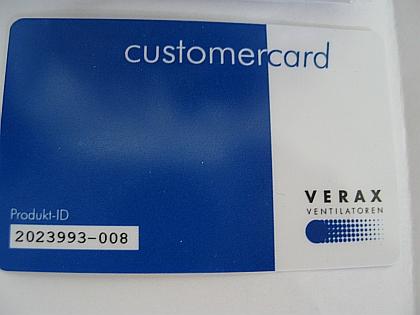 customercard
Produkt-ID
2023993-008
VERAX
VENTILATOREN